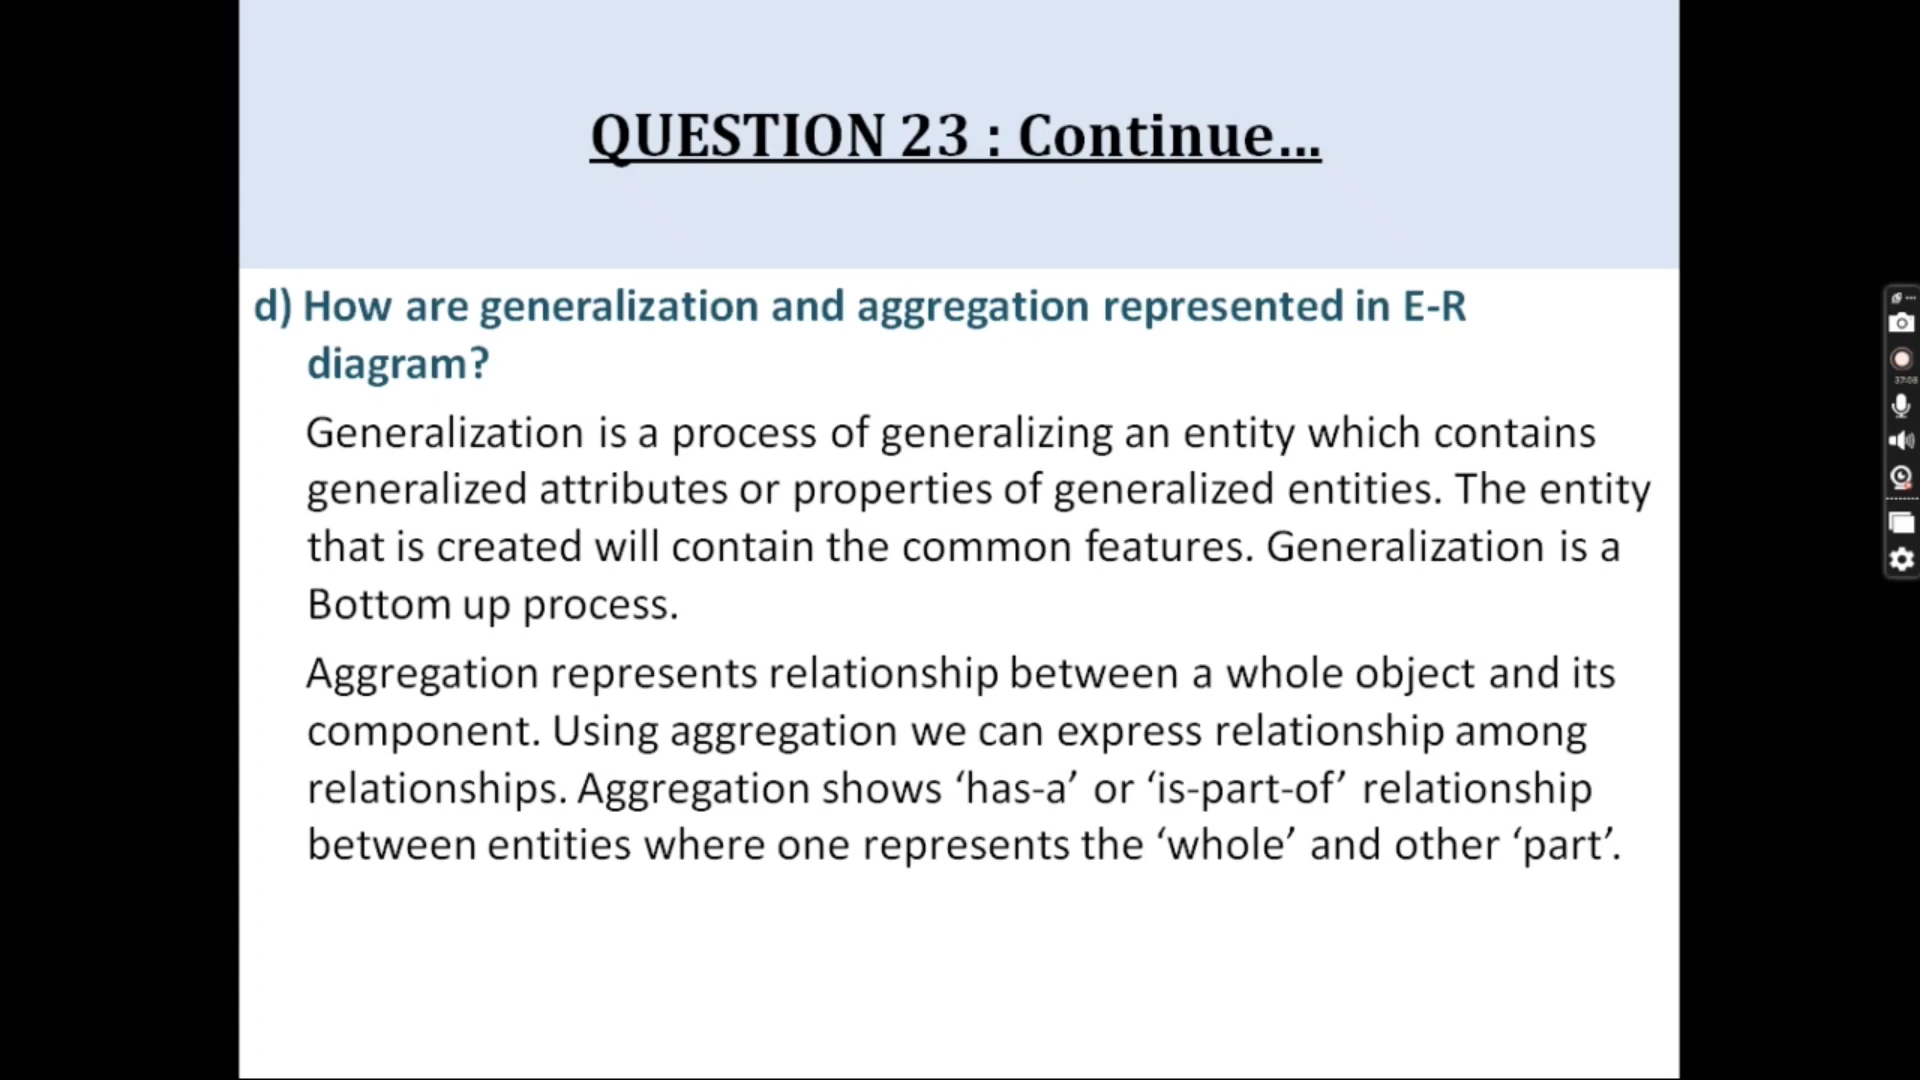 QUESTION 23 : Continue...
d) How are generalization and aggregation represented in E-R
diagram?
Generalization is a process of generalizing an entity which contains
generalized attributes or properties of generalized entities. The entity
that is created will contain the common features. Generalization is a
Bottom up process.
Aggregation represents relationship between a whole object and its
component. Using aggregation we can express relationship among
relationships. Aggregation shows ‘has-a’ or ‘is-part-of’ relationship
between entities where one represents the ‘whole’ and other ‘part’.
37:08